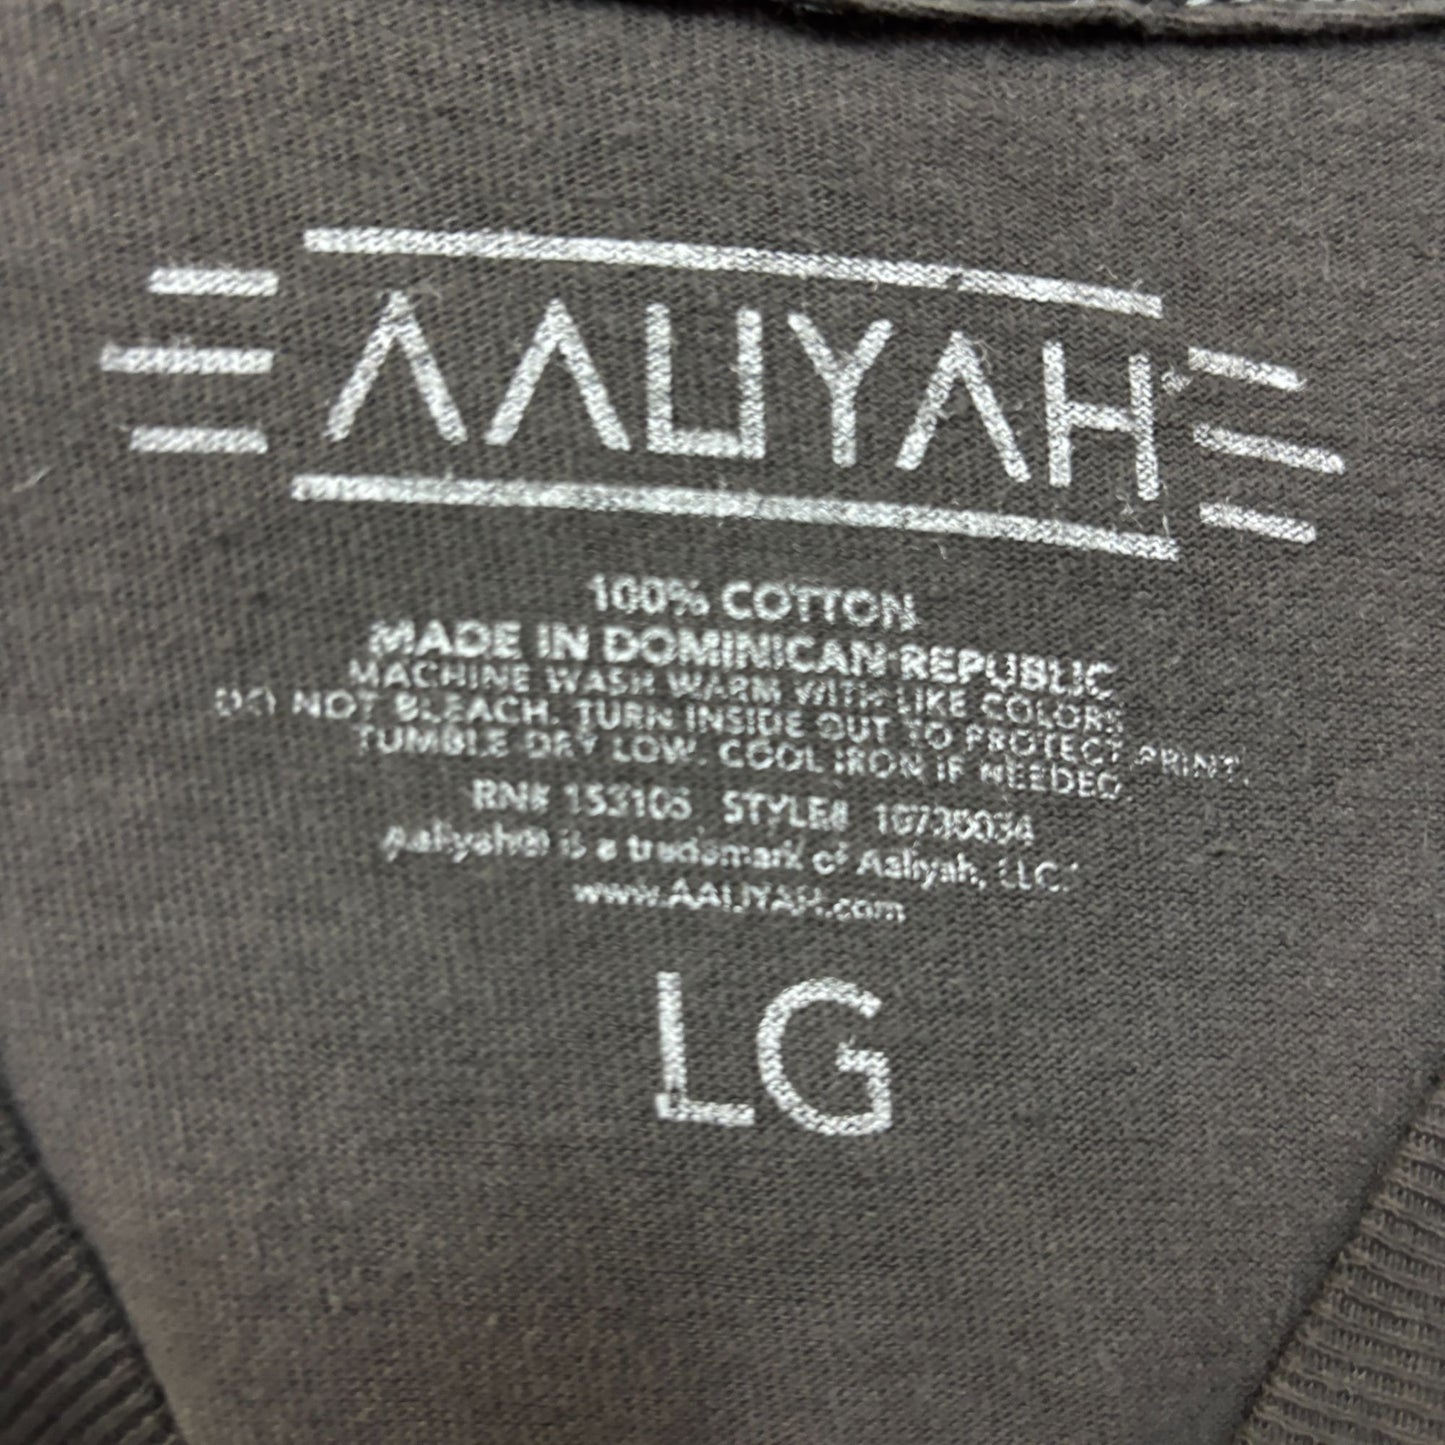 AALIYAH
100% COTTON
MADE IN DOMINICAN REPUBLIC
MACHINE WASH WARM WITH LIKE COLORS
DO NOT BLEACH. TURN INSIDE OUT TO PROTECT PRINT.
TUMBLE DRY LOW. COOL IRON IF NEEDED.
RN# STYLE#
Aaliyah® is a trademark of Aaliyah, LLC.
www.AALIYAH.com
LG